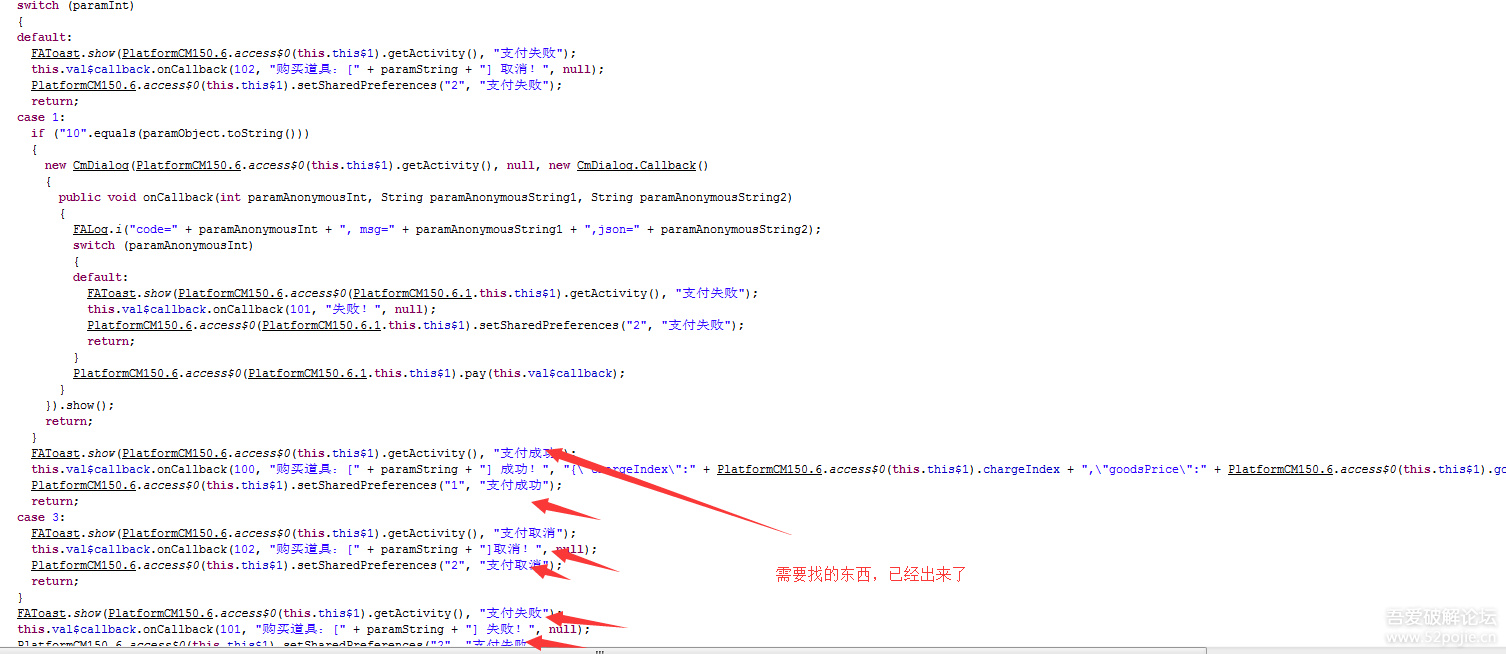 switch (paramInt)
{
default:
FAToast.show(PlatformCM150.6.access$0(this.this$1).getActivity(), "支付失败");
this.val$callback.onCallback(102, "购买道具：[" + paramString + "] 取消！", null);
PlatformCM150.6.access$0(this.this$1).setSharedPreferences("2", "支付失败");
return;
case 1:
if ("10".equals(paramObject.toString()))
{
new CmDialog(PlatformCM150.6.access$0(this.this$1).getActivity(), null, new CmDialog.Callback()
{
public void onCallback(int paramAnonymousInt, String paramAnonymousString1, String paramAnonymousString2)
{
FALog.i("code=" + paramAnonymousInt + ", msg=" + paramAnonymousString1 + ",json=" + paramAnonymousString2);
switch (paramAnonymousInt)
{
default:
FAToast.show(PlatformCM150.6.access$0(PlatformCM150.6.1.this.this$1).getActivity(), "支付失败");
this.val$callback.onCallback(101, "失败！", null);
PlatformCM150.6.access$0(PlatformCM150.6.1.this.this$1).setSharedPreferences("2", "支付失败");
return;
}
PlatformCM150.6.access$0(PlatformCM150.6.1.this.this$1).pay(this.val$callback);
}
}).show();
return;
}
FAToast.show(PlatformCM150.6.access$0(this.this$1).getActivity(), "支付成功");
this.val$callback.onCallback(100, "购买道具：[" + paramString + "] 成功！", "{\"chargeIndex\":" + PlatformCM150.6.access$0(this.this$1).chargeIndex + ",\"goodsPrice\":" + PlatformCM150.6.access$0(this.this$1).go
PlatformCM150.6.access$0(this.this$1).setSharedPreferences("1", "支付成功");
return;
case 3:
FAToast.show(PlatformCM150.6.access$0(this.this$1).getActivity(), "支付取消");
this.val$callback.onCallback(102, "购买道具：[" + paramString + "]取消！", null);
PlatformCM150.6.access$0(this.this$1).setSharedPreferences("2", "支付取消");
return;
需要找的东西，已经出来了
}
FAToast.show(PlatformCM150.6.access$0(this.this$1).getActivity(), "支付失败");
this.val$callback.onCallback(101, "购买道具：[" + paramString + "] 失败！", null);
PlatformCM150.6.access$0(this.this$1).setSharedPreferences("2", "支付失败
吾爱破解论坛
www.52pojie.cn